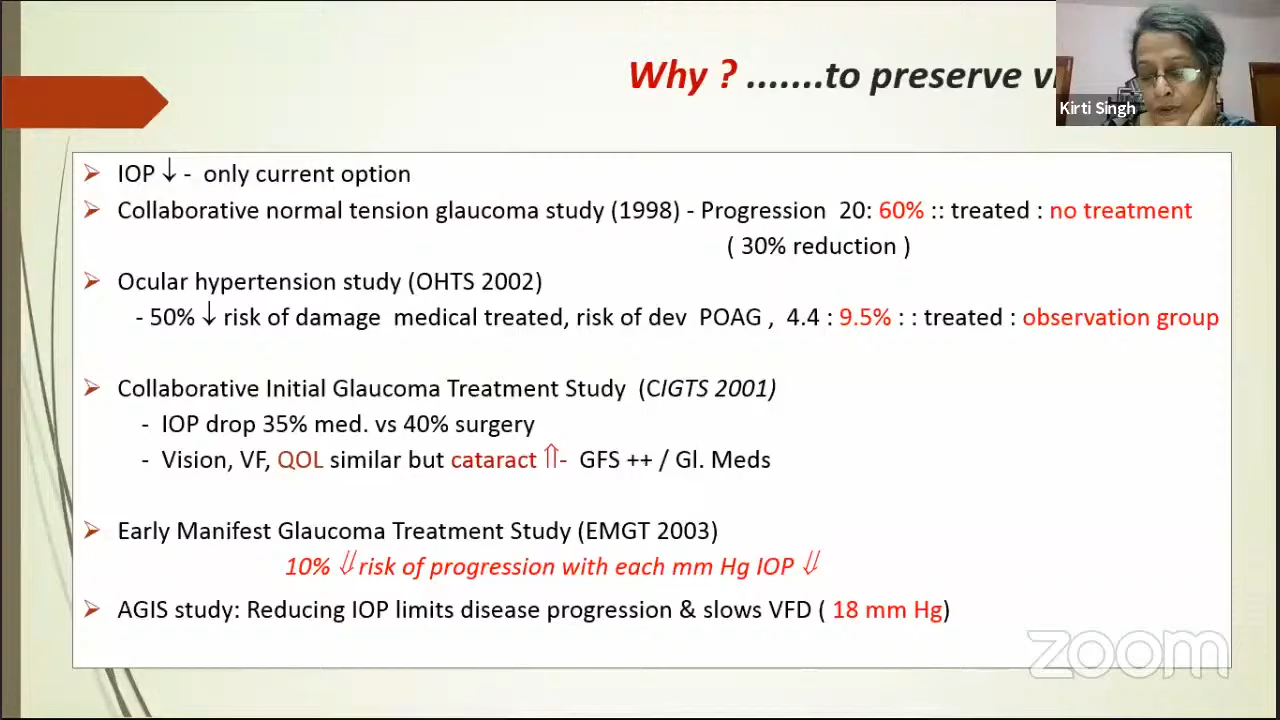 Why ? .......to preserve
Kirti Singh
IOP ↓ - only current option
Collaborative normal tension glaucoma study (1998) - Progression 20: 60% :: treated : no treatment
( 30% reduction )
Ocular hypertension study (OHTS 2002)
- 50% ↓ risk of damage medical treated, risk of dev POAG , 4.4 : 9.5% : : treated : observation group
Collaborative Initial Glaucoma Treatment Study (CIGTS 2001)
- IOP drop 35% med. vs 40% surgery
- Vision, VF, QOL similar but cataract ⇑- GFS ++ / Gl. Meds
Early Manifest Glaucoma Treatment Study (EMGT 2003)
10% ⇓ risk of progression with each mm Hg IOP ⇓
AGIS study: Reducing IOP limits disease progression & slows VFD ( 18 mm Hg)
zoom